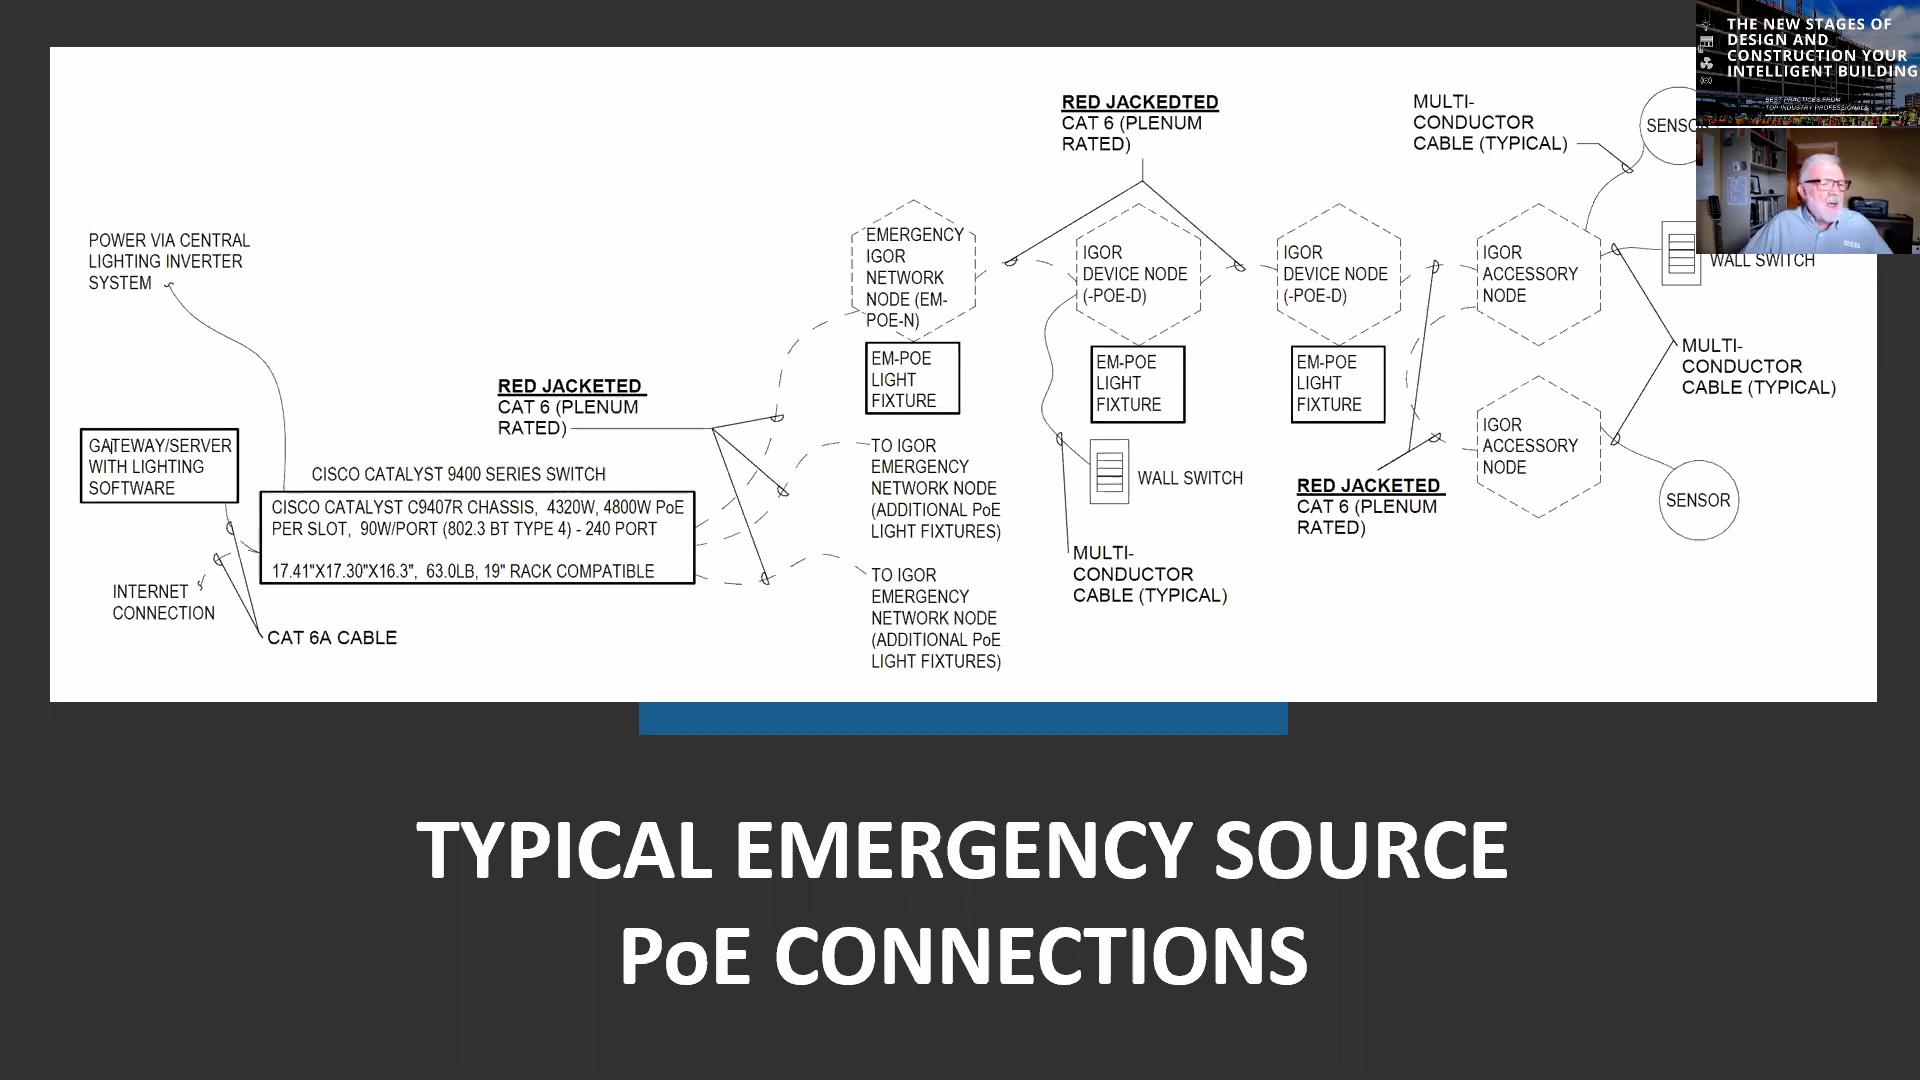 THE NEW STAGES OF
DESIGN AND
CONSTRUCTION YOUR
INTELLIGENT BUILDING
BEST PRACTICES FROM
TOP INDUSTRY PROFESSIONALS
RED JACKEDTED
CAT 6 (PLENUM
RATED)
MULTI-
CONDUCTOR
CABLE (TYPICAL)
POWER VIA CENTRAL
LIGHTING INVERTER
SYSTEM
EMERGENCY
IGOR
NETWORK
NODE (EM-
POE-N)
IGOR
DEVICE NODE
(-POE-D)
IGOR
DEVICE NODE
(-POE-D)
IGOR
ACCESSORY
NODE
WALL SWITCH
EM-POE
LIGHT
FIXTURE
EM-POE
LIGHT
FIXTURE
EM-POE
LIGHT
FIXTURE
MULTI-
CONDUCTOR
CABLE (TYPICAL)
RED JACKETED
CAT 6 (PLENUM
RATED)
GATEWAY/SERVER
WITH LIGHTING
SOFTWARE
CISCO CATALYST 9400 SERIES SWITCH
CISCO CATALYST C9407R CHASSIS, 4320W, 4800W PoE
PER SLOT, 90W/PORT (802.3 BT TYPE 4) - 240 PORT
17.41"X17.30"X16.3", 63.0LB, 19" RACK COMPATIBLE
TO IGOR
EMERGENCY
NETWORK NODE
(ADDITIONAL PoE
LIGHT FIXTURES)
WALL SWITCH
IGOR
ACCESSORY
NODE
RED JACKETED
CAT 6 (PLENUM
RATED)
SENSOR
MULTI-
CONDUCTOR
CABLE (TYPICAL)
INTERNET
CONNECTION
CAT 6A CABLE
TO IGOR
EMERGENCY
NETWORK NODE
(ADDITIONAL PoE
LIGHT FIXTURES)
TYPICAL EMERGENCY SOURCE
PoE CONNECTIONS